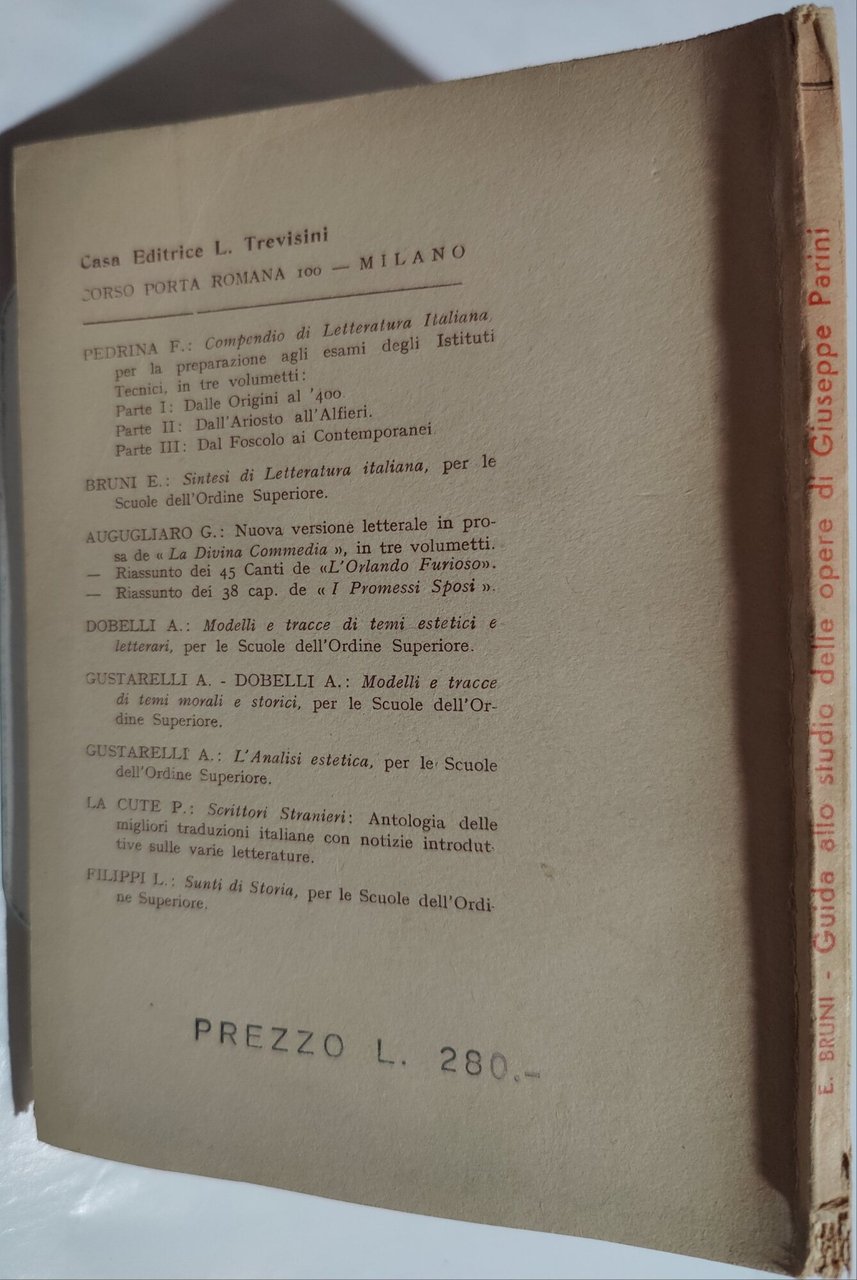 Casa Editrice L. Trevisini
CORSO PORTA ROMANA 100 — MILANO
PEDRINA F.: Compendio di Letteratura Italiana,
per la preparazione agli esami degli Istituti
Tecnici, in tre volumetti:
Parte I: Dalle Origini al '400.
Parte II: Dall'Ariosto all'Alfieri.
Parte III: Dal Foscolo ai Contemporanei.
BRUNI E.: Sintesi di Letteratura italiana, per le
Scuole dell'Ordine Superiore.
AUGUGLIARO G.: Nuova versione letterale in pro-
sa de « La Divina Commedia », in tre volumetti.
— Riassunto dei 45 Canti de «L'Orlando Furioso».
— Riassunto dei 38 cap. de « I Promessi Sposi ».
DOBELLI A.: Modelli e tracce di temi estetici e
letterari, per le Scuole dell'Ordine Superiore.
GUSTARELLI A. - DOBELLI A.: Modelli e tracce
di temi morali e storici, per le Scuole dell'Or-
dine Superiore.
GUSTARELLI A.: L'Analisi estetica, per le Scuole
dell'Ordine Superiore.
LA CUTE P.: Scrittori Stranieri: Antologia delle
migliori traduzioni italiane con notizie introdut-
tive sulle varie letterature.
FILIPPI L.: Sunti di Storia, per le Scuole dell'Ordi-
ne Superiore.
PREZZO L. 280.-
E. BRUNI - Guida allo studio delle opere di Giuseppe Parini